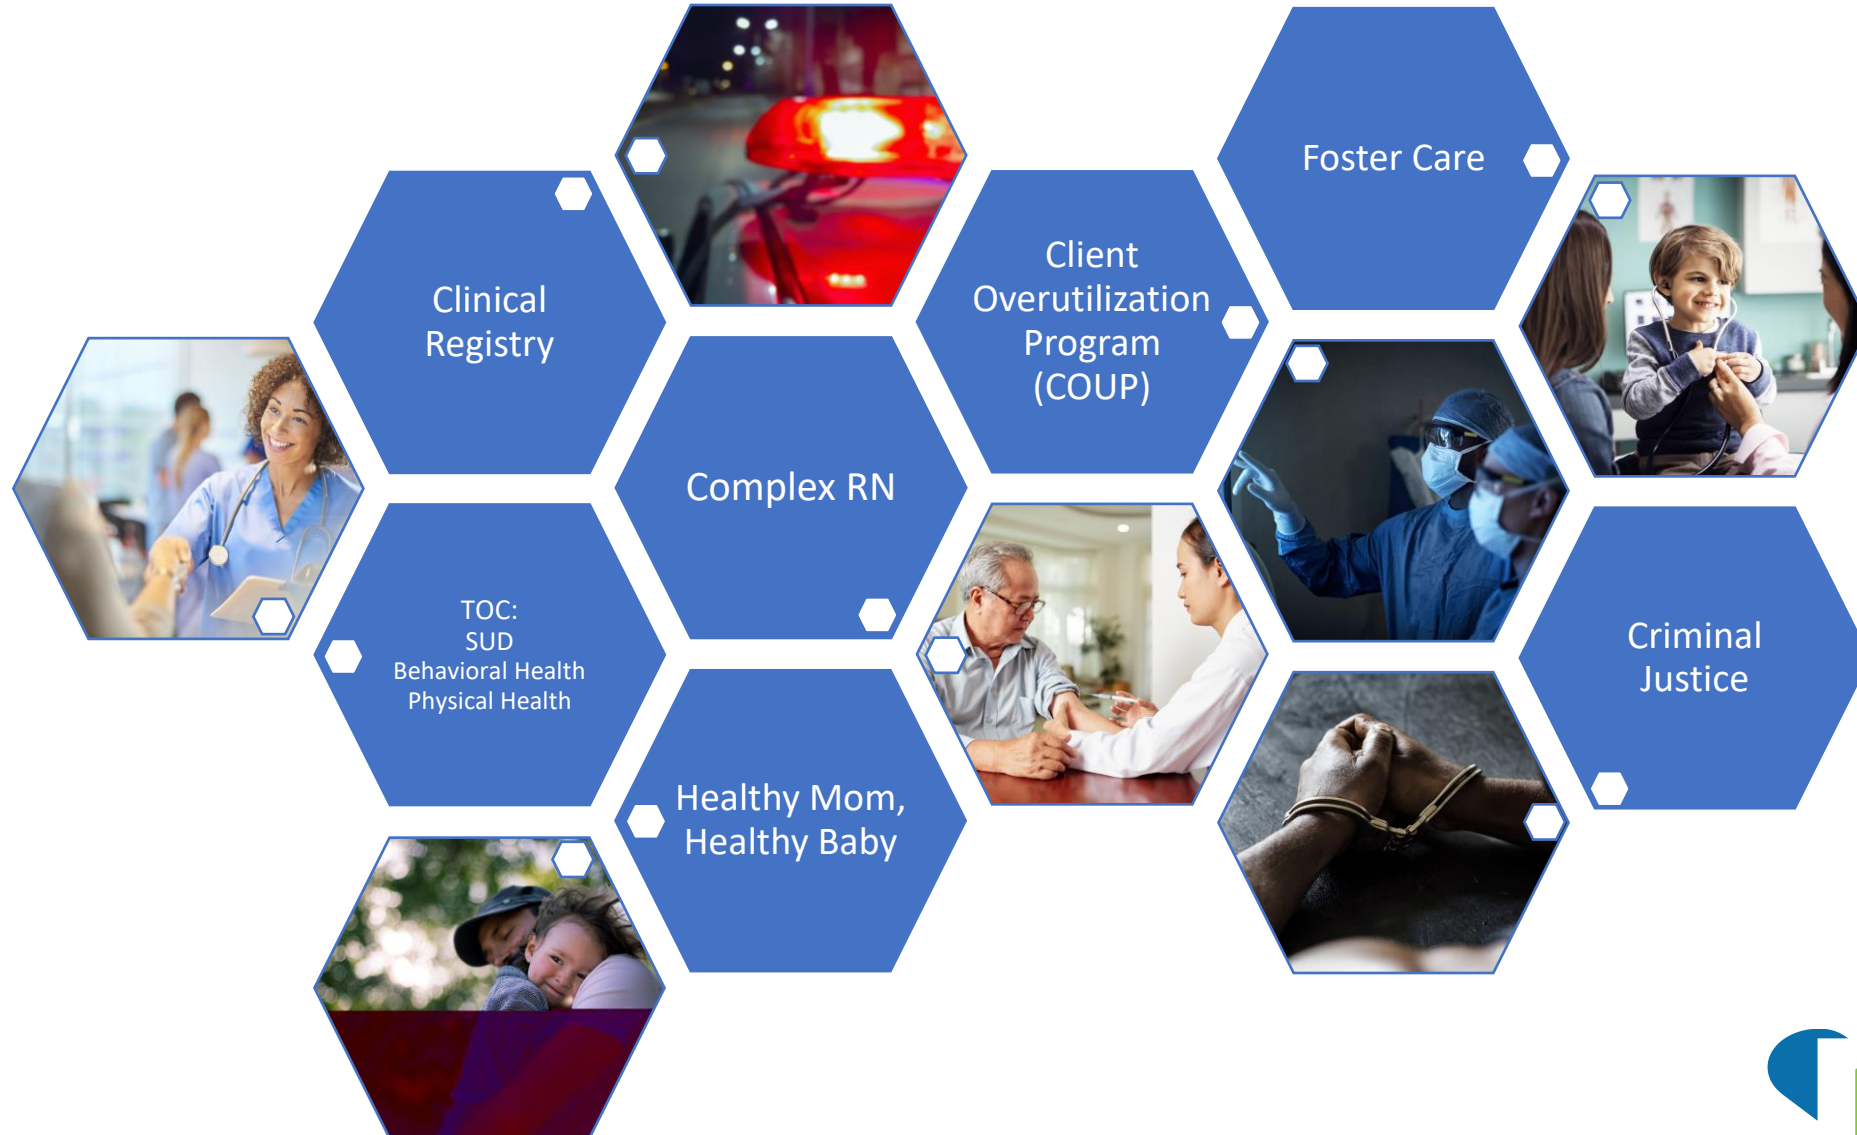 Clinical
Registry
TOC:
SUD
Behavioral Health
Physical Health
Complex RN
Healthy Mom,
Healthy Baby
Client
Overutilization
Program
(COUP)
Foster Care
Criminal
Justice